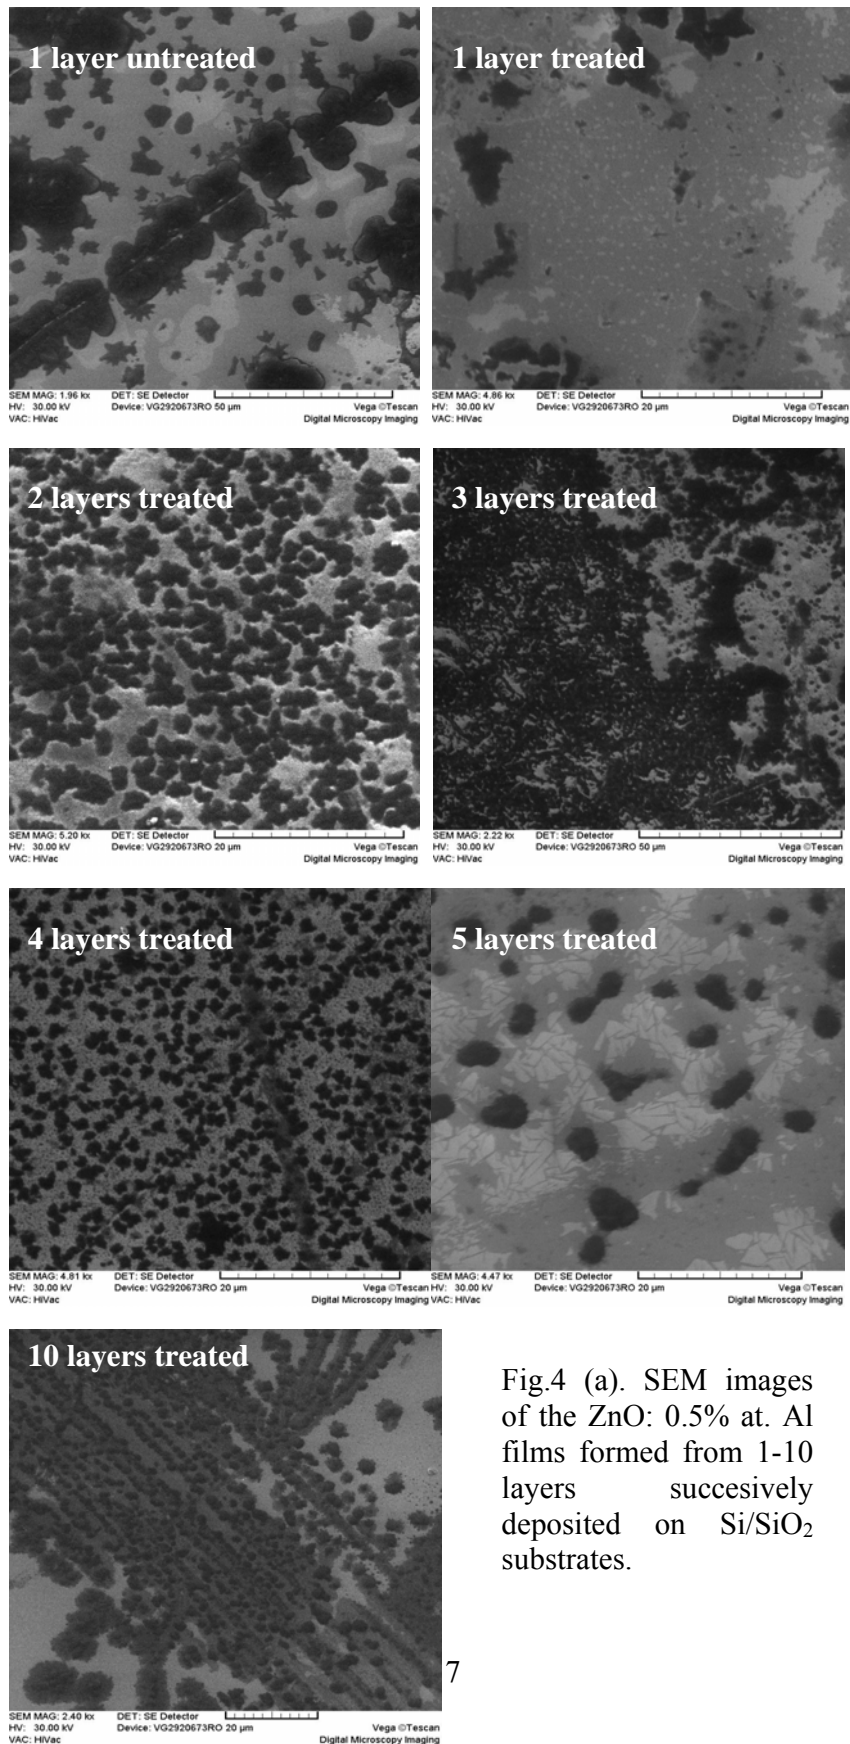 1 layer untreated
SEM MAG: 1.96 kx DET: SE Detector
HV: 30.00 kV Device: VG2920673RO 50 µm Vega ©Tescan
VAC: HiVac Digital Microscopy Imaging
1 layer treated
SEM MAG: 4.86 kx DET: SE Detector
HV: 30.00 kV Device: VG2920673RO 20 µm Vega ©Tescan
VAC: HiVac Digital Microscopy Imaging
2 layers treated
SEM MAG: 5.20 kx DET: SE Detector
HV: 30.00 kV Device: VG2920673RO 20 µm Vega ©Tescan
VAC: HiVac Digital Microscopy Imaging
3 layers treated
SEM MAG: 2.22 kx DET: SE Detector
HV: 30.00 kV Device: VG2920673RO 50 µm Vega ©Tescan
VAC: HiVac Digital Microscopy Imaging
4 layers treated
SEM MAG: 4.81 kx DET: SE Detector
HV: 30.00 kV Device: VG2920673RO 20 µm Vega ©Tescan
VAC: HiVac Digital Microscopy Imaging
5 layers treated
SEM MAG: 4.47 kx DET: SE Detector
HV: 30.00 kV Device: VG2920673RO 20 µm Vega ©Tescan
VAC: HiVac Digital Microscopy Imaging
10 layers treated
SEM MAG: 2.40 kx DET: SE Detector
HV: 30.00 kV Device: VG2920673RO 20 µm Vega ©Tescan
VAC: HiVac Digital Microscopy Imaging
Fig.4 (a). SEM images
of the ZnO: 0.5% at. Al
films formed from 1-10
layers succesively
deposited on Si/SiO₂
substrates.
7